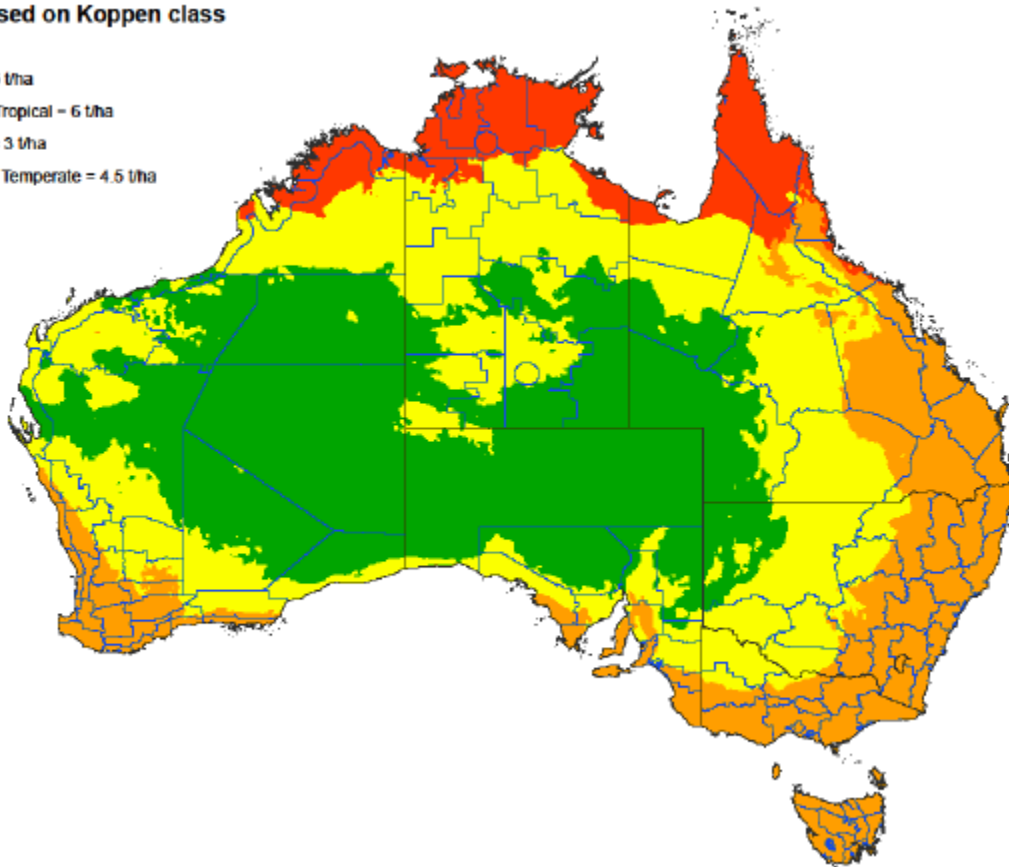 sed on Koppen class
t/ha
Tropical = 6 t/ha
3 t/ha
Temperate = 4.5 t/ha